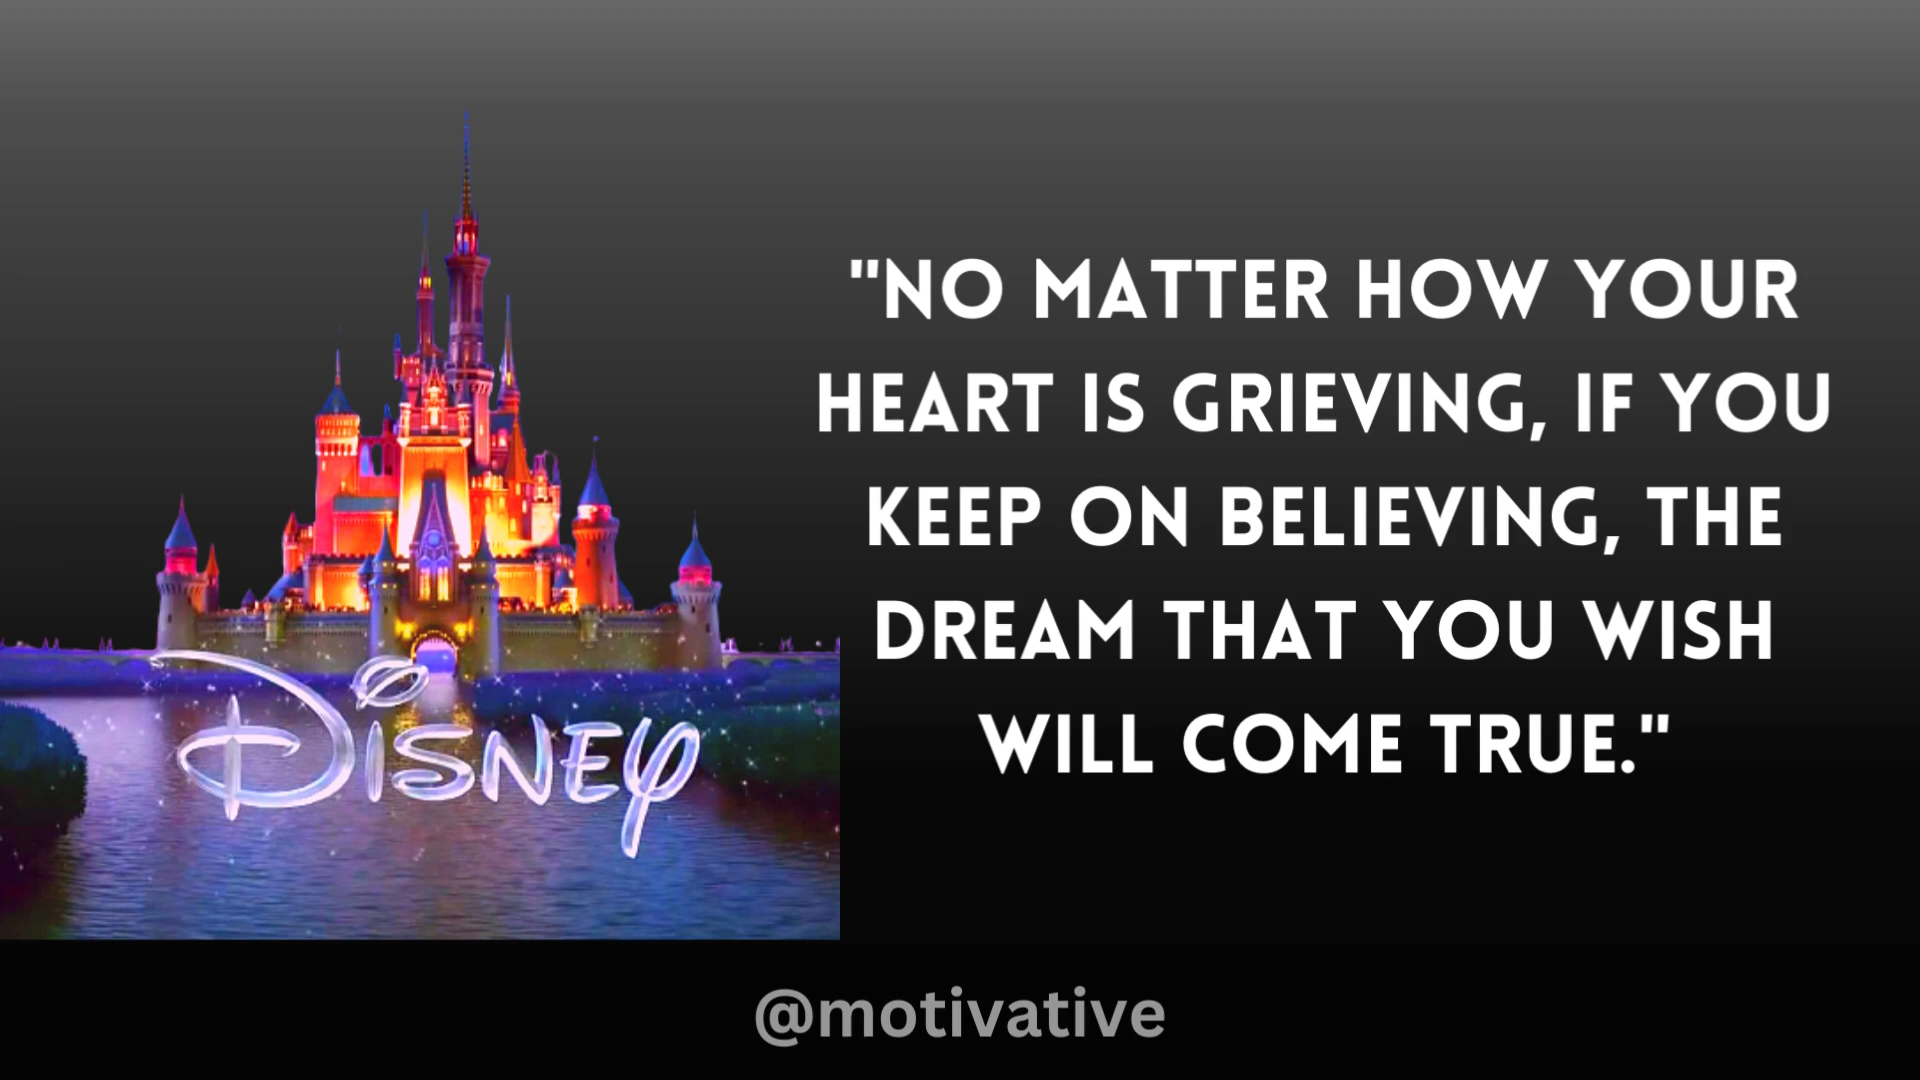 "NO MATTER HOW YOUR
HEART IS GRIEVING, IF YOU
KEEP ON BELIEVING, THE
DREAM THAT YOU WISH
WILL COME TRUE."
DISNEY
@motivative